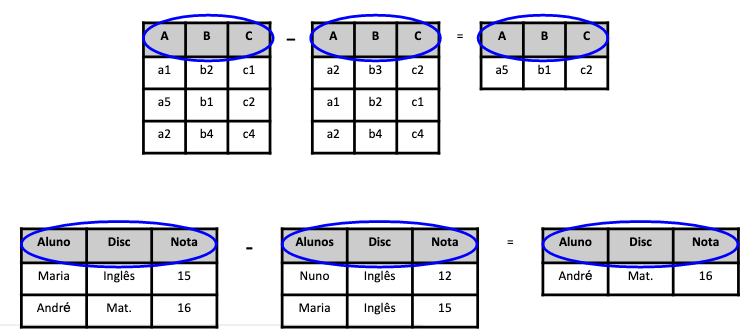 A B C - A B C = A B C
a1 b2 c1 a2 b3 c2 a5 b1 c2
a5 b1 c2 a1 b2 c1
a2 b4 c4 a2 b4 c4
Aluno Disc Nota - Alunos Disc Nota = Aluno Disc Nota
Maria Inglês 15 Nuno Inglês 12 André Mat. 16
André Mat. 16 Maria Inglês 15